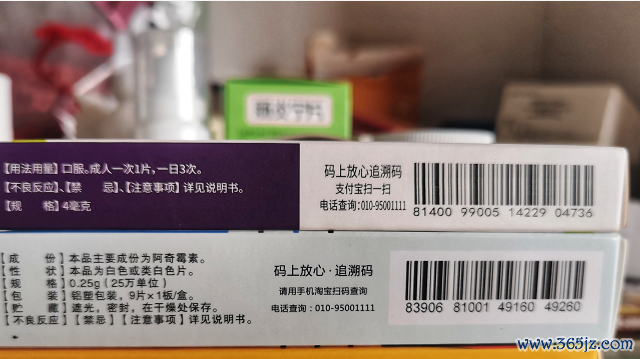 【用法用量】口服。成人一次1片，一日3次。
【不良反应】、【禁 忌】、【注意事项】详见说明书。
【规 格】4毫克
码上放心追溯码
支付宝扫一扫
电话查询:010-95001111
81400 99005 14229 04736
【成 份】本品主要成份为阿奇霉素。
【性 状】本品为白色或类白色片。
【规 格】0.25g（25万单位）
【包 装】铝塑包装，9片×1板/盒。
【贮 藏】遮光，密封，在干燥处保存。
【不良反应】【禁忌】【注意事项】详见说明书。
码上放心·追溯码
请用手机淘宝扫码查询
电话查询：010-95001111
83906 81001 49160 49260
www.365jz.com